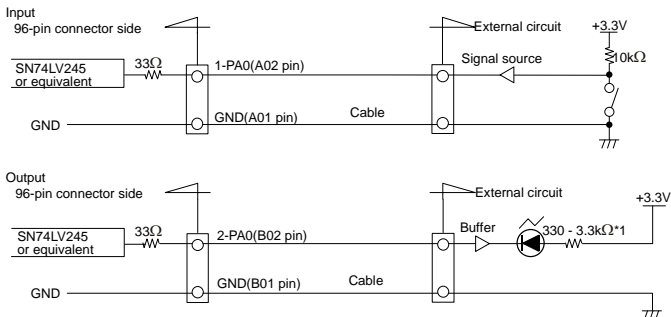 Input
96-pin connector side
External circuit
+3.3V
SN74LV245
or equivalent
33Ω
1-PA0(A02 pin)
Signal source
10kΩ
GND
GND(A01 pin)
Cable
Output
96-pin connector side
External circuit
+3.3V
SN74LV245
or equivalent
33Ω
2-PA0(B02 pin)
Buffer
330 - 3.3kΩ*1
GND
GND(B01 pin)
Cable